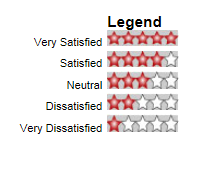 Legend
Very Satisfied
Satisfied
Neutral
Dissatisfied
Very Dissatisfied